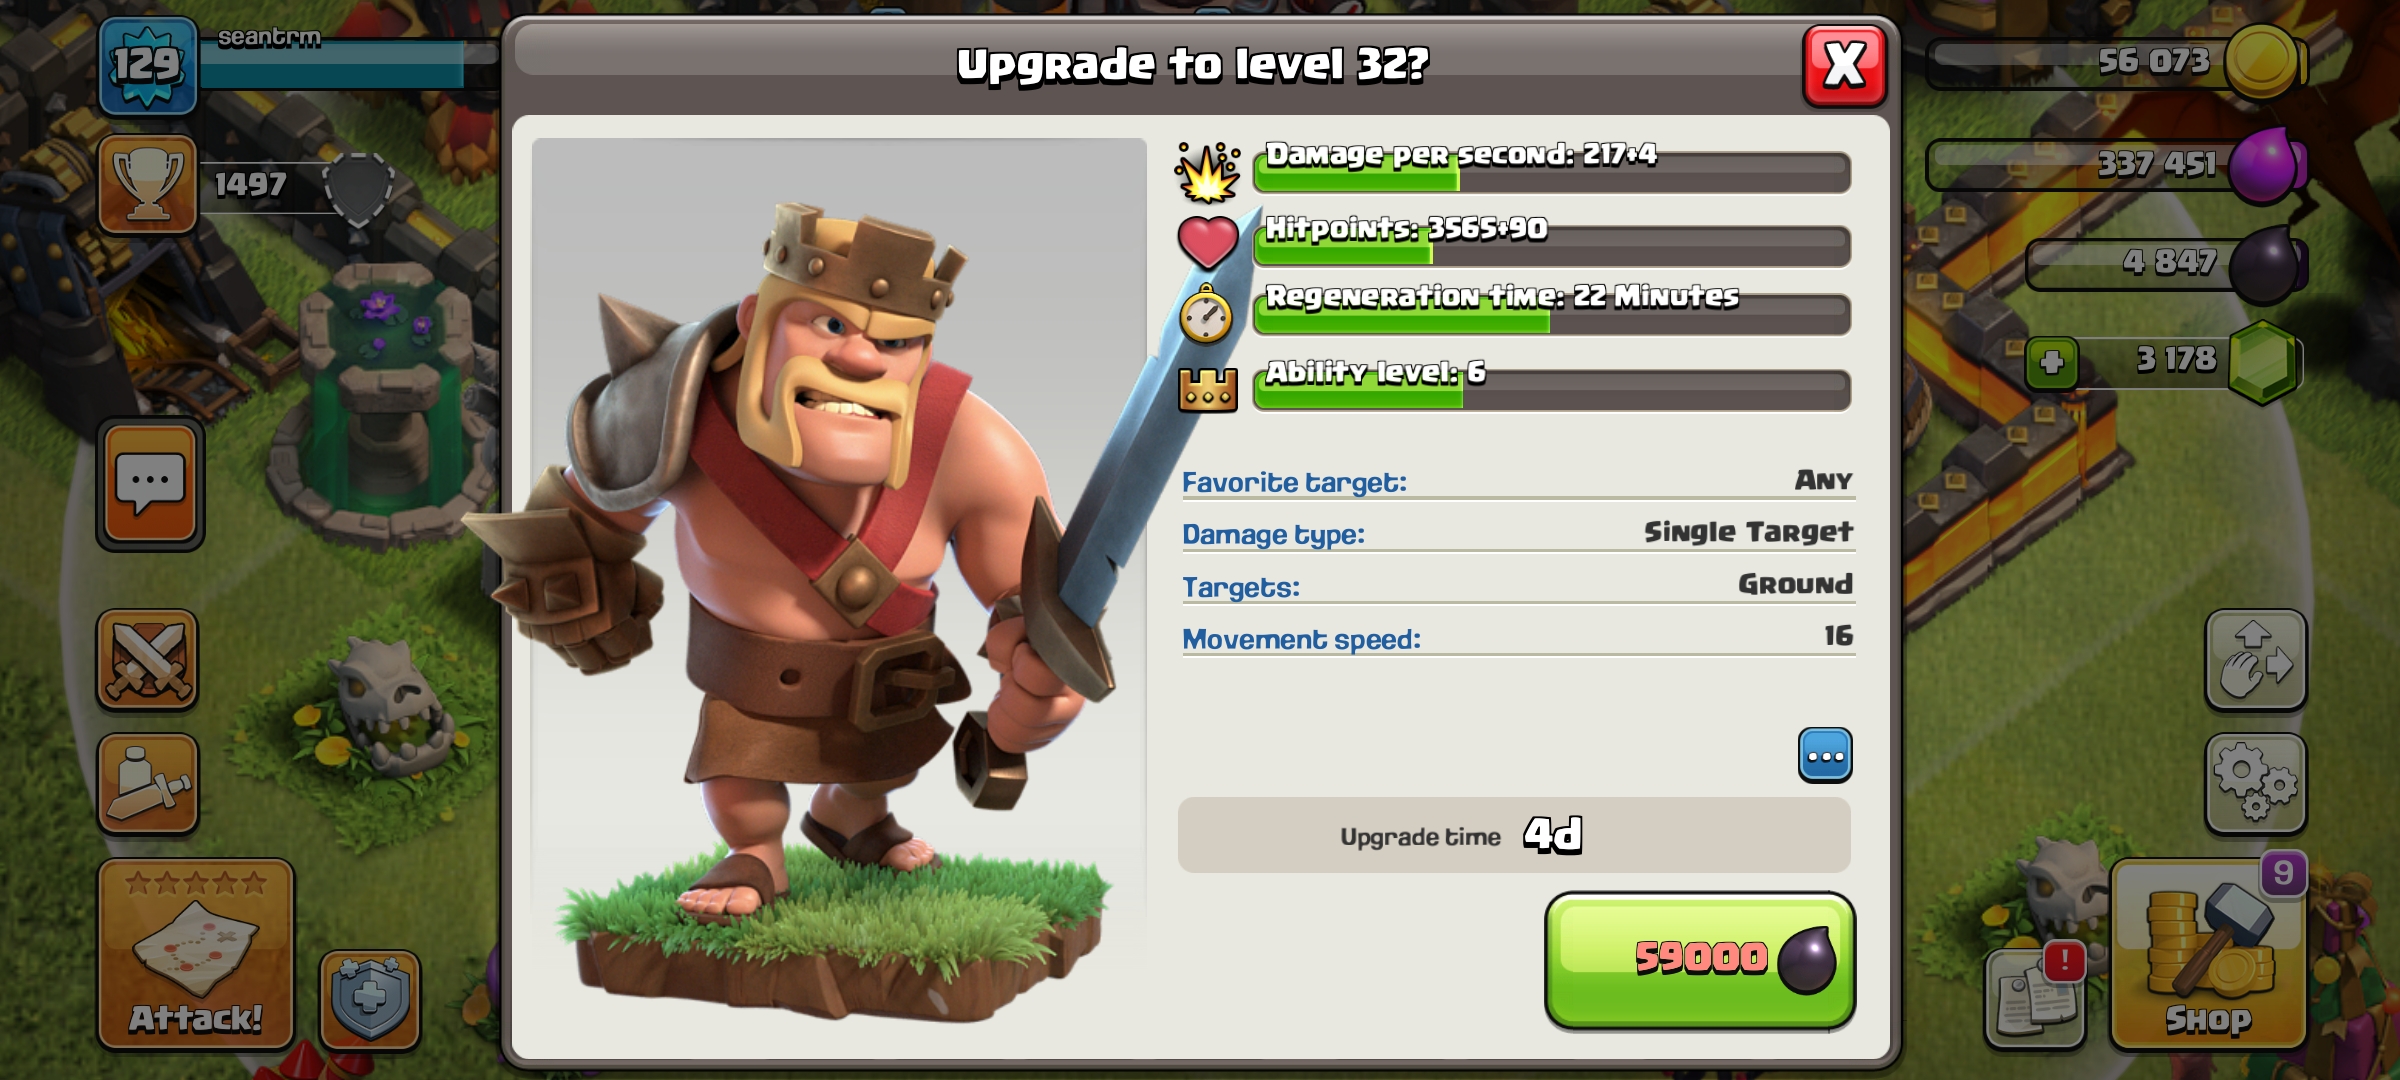 129
seantrm
Upgrade to level 32?
X
56 073
1497
337 451
4 847
3 178
Damage per second: 217+4
Hitpoints: 3565+90
Regeneration time: 22 Minutes
Ability level: 6
Favorite target: Any
Damage type: Single Target
Targets: Ground
Movement speed: 16
Upgrade time 4d
59000
Attack!
9
!
Shop